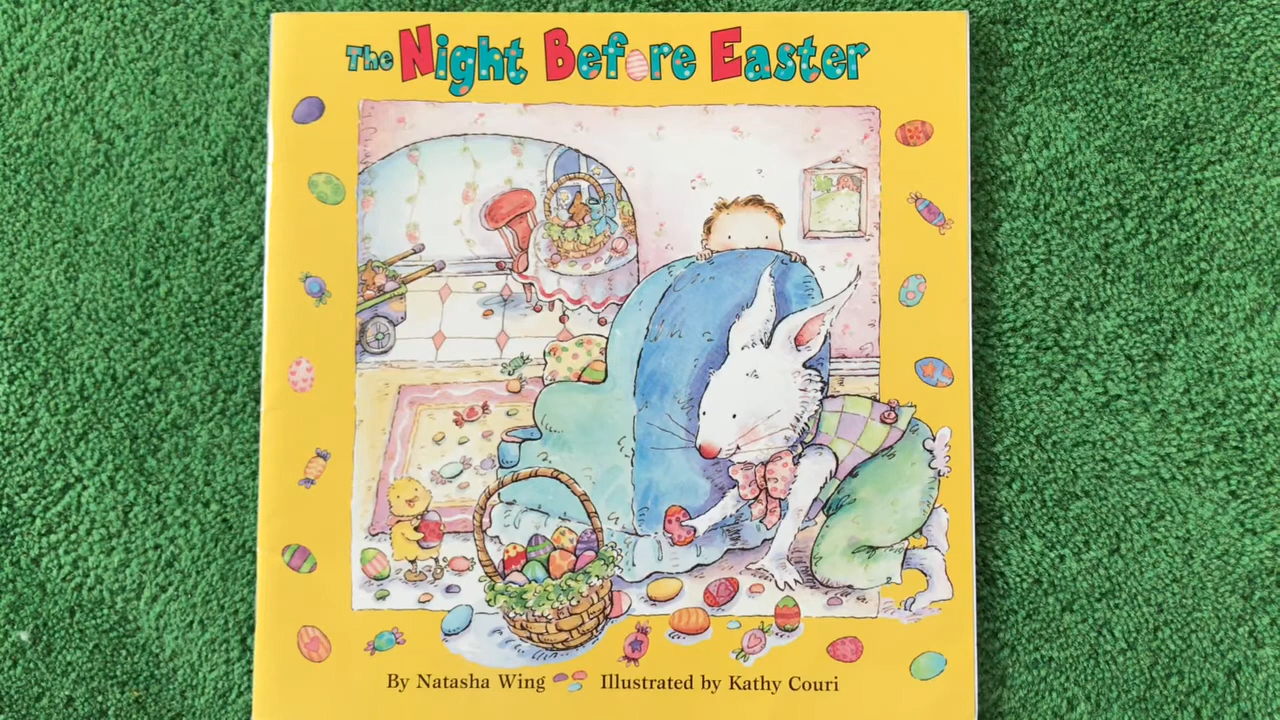 The Night Before Easter
By Natasha Wing Illustrated by Kathy Couri